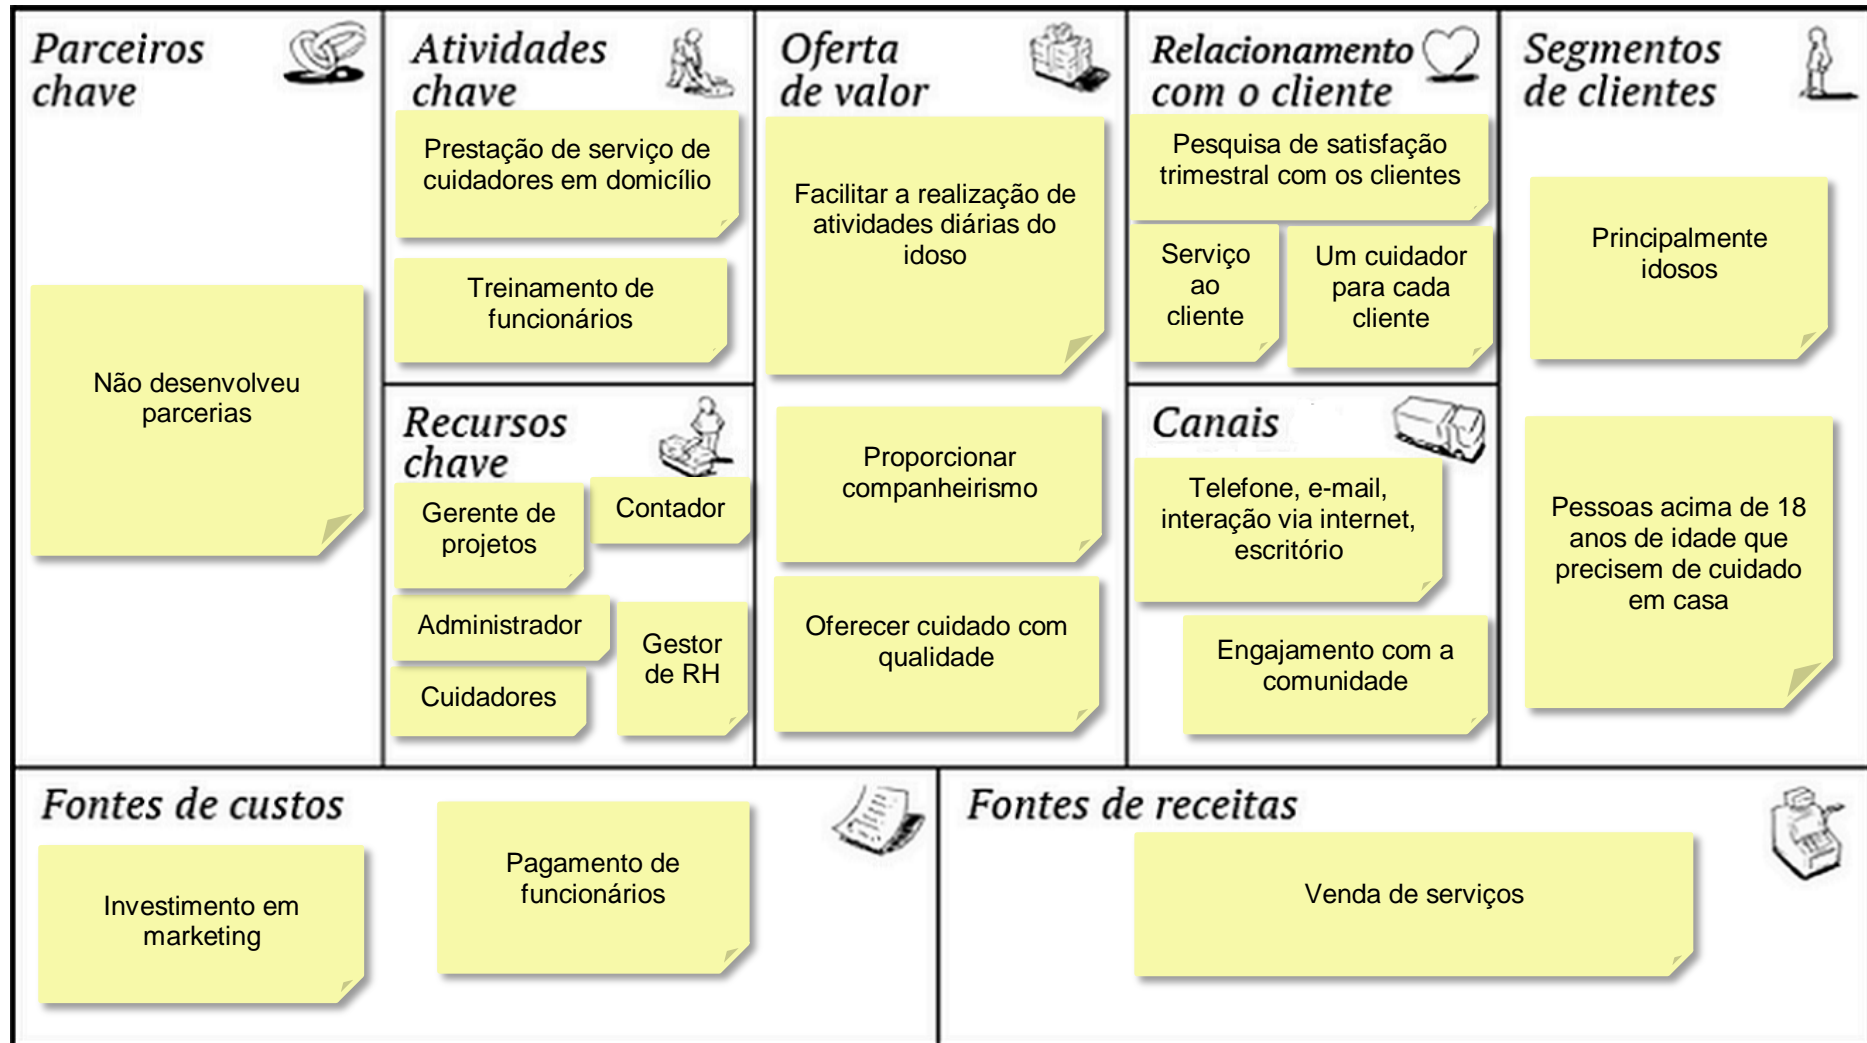 Parceiros
chave
Não desenvolveu
parcerias
Atividades
chave
Prestação de serviço de
cuidadores em domicílio
Treinamento de
funcionários
Recursos
chave
Gerente de
projetos
Contador
Administrador
Gestor
de RH
Cuidadores
Oferta
de valor
Facilitar a realização de
atividades diárias do
idoso
Proporcionar
companheirismo
Oferecer cuidado com
qualidade
Relacionamento
com o cliente
Pesquisa de satisfação
trimestral com os clientes
Serviço
ao
cliente
Um cuidador
para cada
cliente
Canais
Telefone, e-mail,
interação via internet,
escritório
Engajamento com a
comunidade
Segmentos
de clientes
Principalmente
idosos
Pessoas acima de 18
anos de idade que
precisem de cuidado
em casa
Fontes de custos
Investimento em
marketing
Pagamento de
funcionários
Fontes de receitas
Venda de serviços